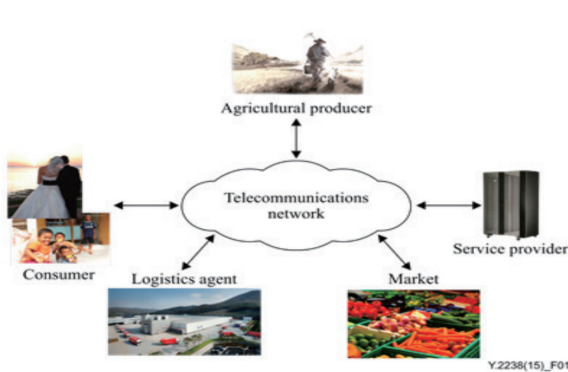 Agricultural producer
Telecommunications
network
Service provider
Consumer
Logistics agent
Market
Y.2238(15)_F01